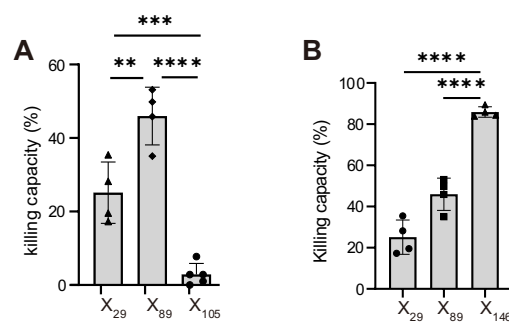 A
***
** ****
killing capacity (%)
60
40
20
0
X29 X89 X105
B
****
****
Killing capacity (%)
100
80
60
40
20
0
X29 X89 X146